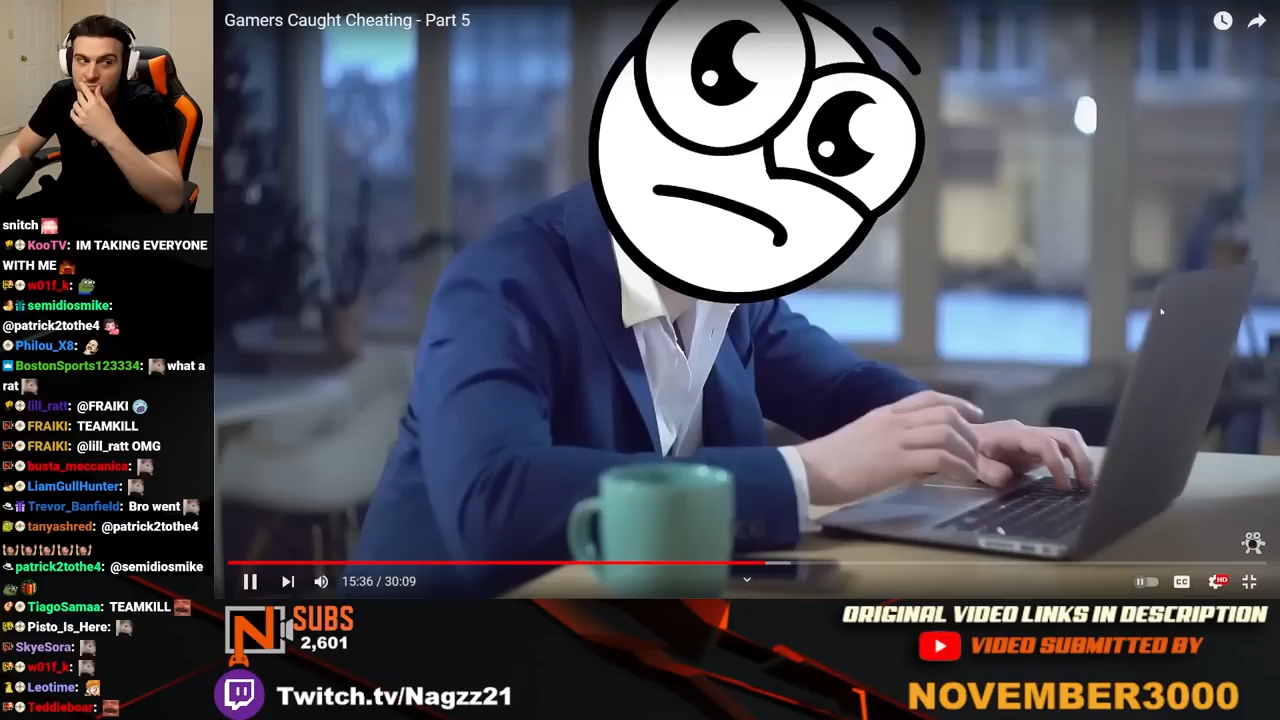 Gamers Caught Cheating - Part 5
snitch
KooTV: IM TAKING EVERYONE
WITH ME
w01f_k:
semidiosmike:
@patrick2tothe4
Philou_X8:
BostonSports123334: what a
rat
lill_ratt: @FRAIKI
FRAIKI: TEAMKILL
FRAIKI: @lill_ratt OMG
busta_meccanica:
LiamGullHunter:
Trevor_Banfield: Bro went
tanyashred: @patrick2tothe4
patrick2tothe4: @semidiosmike
TiagoSamaa: TEAMKILL
Pisto_Is_Here:
SkyeSora:
w01f_k:
Leotime:
Teddieboar:
15:36 / 30:09
CC
HD
N SUBS
2,601
Twitch.tv/Nagzz21
ORIGINAL VIDEO LINKS IN DESCRIPTION
VIDEO SUBMITTED BY
NOVEMBER3000